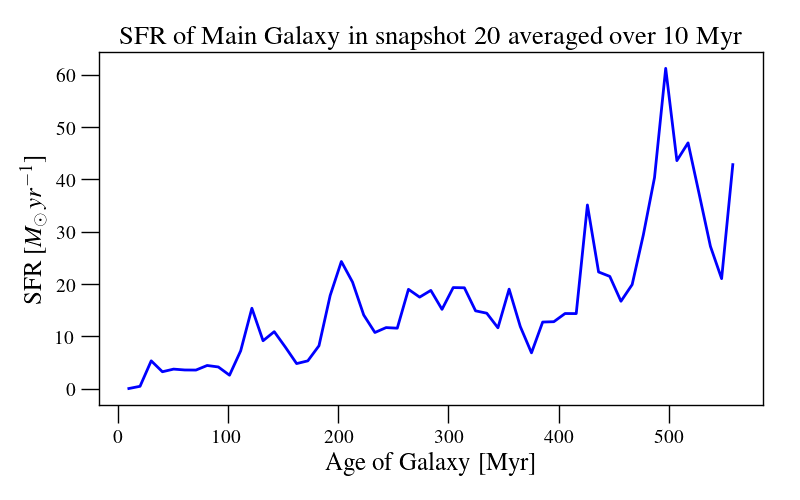 SFR of Main Galaxy in snapshot 20 averaged over 10 Myr
SFR [M☉ yr⁻¹]
60
50
40
30
20
10
0
0 100 200 300 400 500
Age of Galaxy [Myr]